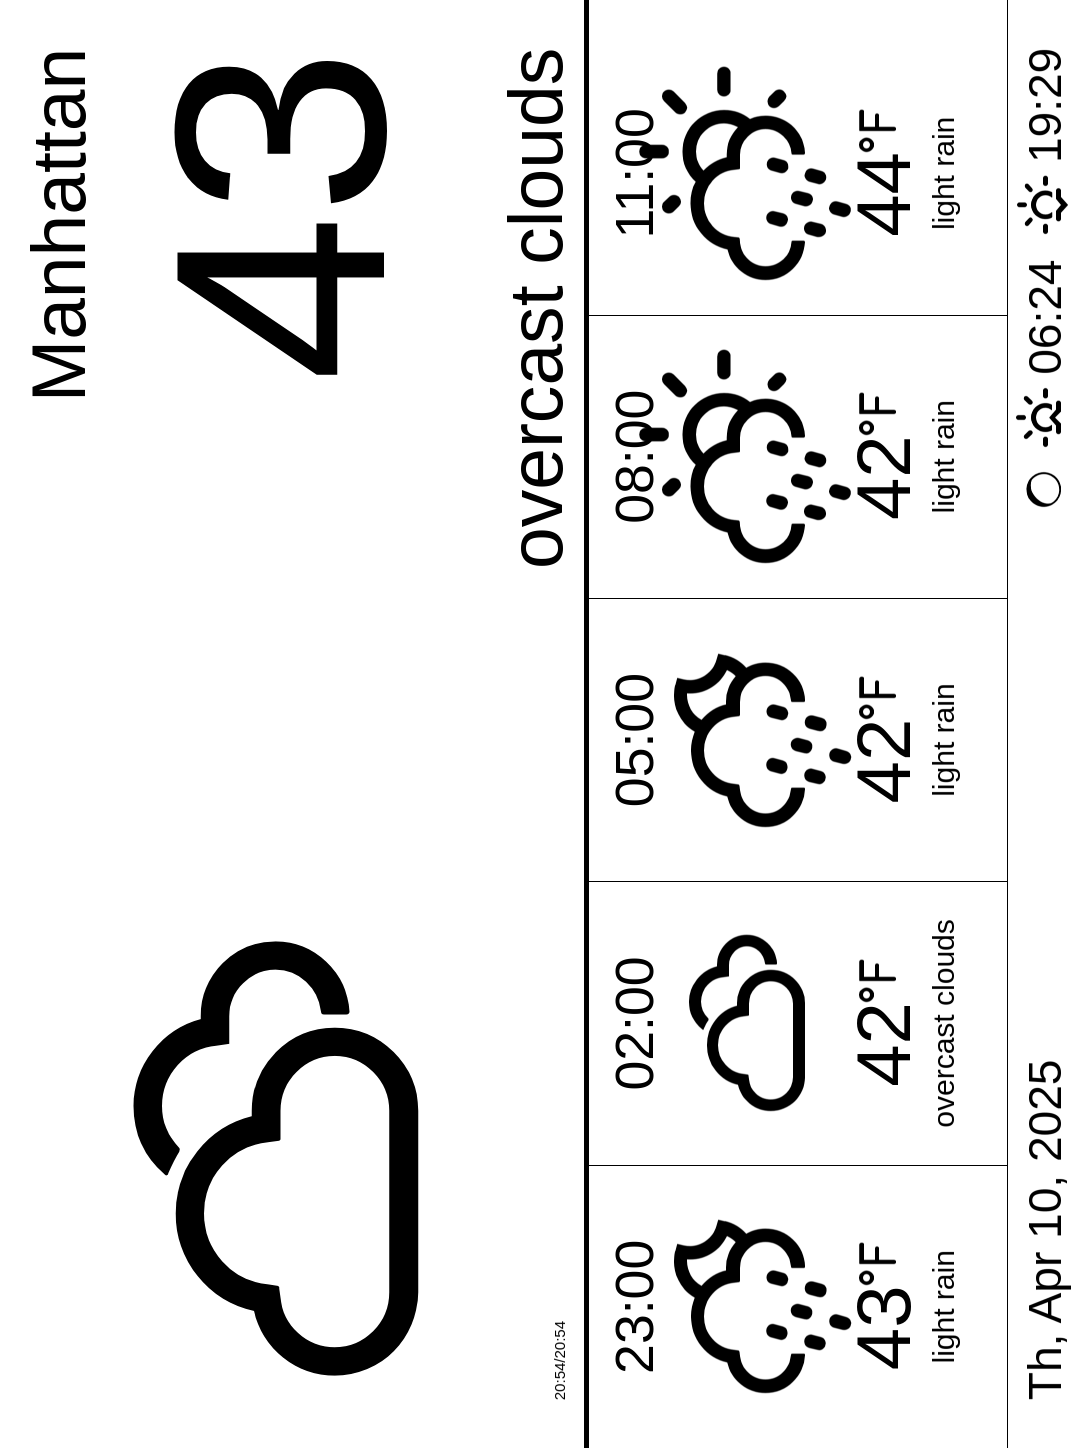 Manhattan
43
overcast clouds
20:54/20:54
23:00
43°F
light rain
02:00
42°F
overcast clouds
05:00
42°F
light rain
08:00
42°F
light rain
11:00
44°F
light rain
Th, Apr 10, 2025
06:24
19:29